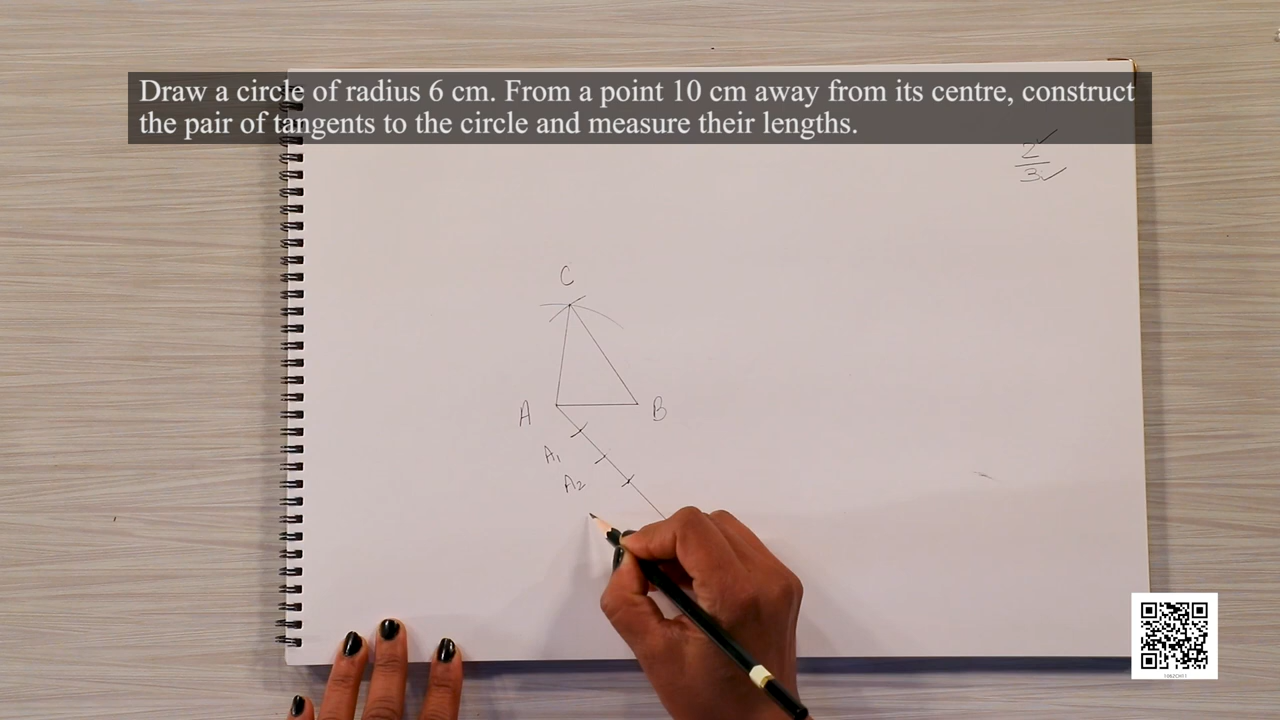 Draw a circle of radius 6 cm. From a point 10 cm away from its centre, construct
the pair of tangents to the circle and measure their lengths.
2
3
C
A
B
A₁
A₂